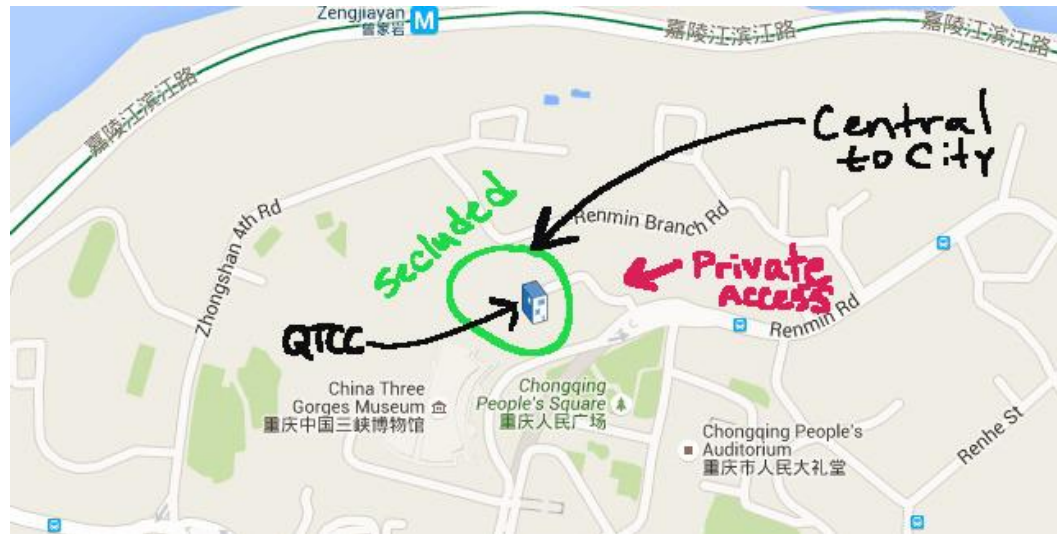 Zengjiayan
曾家岩
M
嘉陵江滨江路
嘉陵江滨江路
嘉陵江滨江路
Central
to City
Zhongshan 4th Rd
secluded
Renmin Branch Rd
Private
Access
QTCC
Renmin Rd
China Three
Gorges Museum
重庆中国三峡博物馆
Chongqing
People's Square
重庆人民广场
Chongqing People's
Auditorium
重庆市人民大礼堂
Renhe St